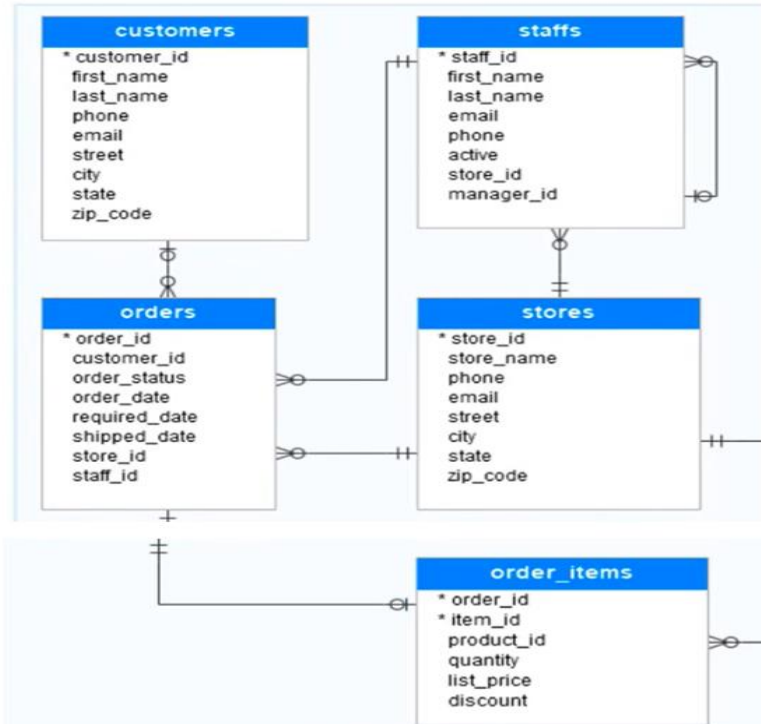 customers
* customer_id
first_name
last_name
phone
email
street
city
state
zip_code
staffs
* staff_id
first_name
last_name
email
phone
active
store_id
manager_id
orders
* order_id
customer_id
order_status
order_date
required_date
shipped_date
store_id
staff_id
stores
* store_id
store_name
phone
email
street
city
state
zip_code
order_items
* order_id
* item_id
product_id
quantity
list_price
discount